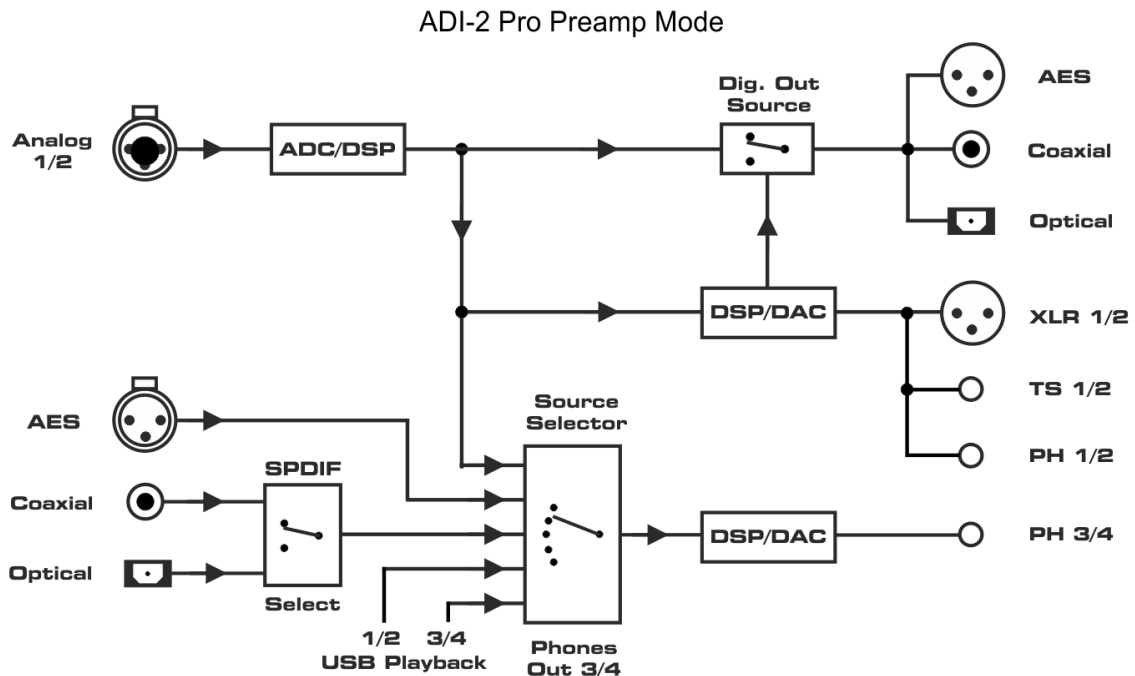 ADI-2 Pro Preamp Mode
Analog
1/2
ADC/DSP
Dig. Out
Source
AES
Coaxial
Optical
DSP/DAC
XLR 1/2
TS 1/2
PH 1/2
AES
Coaxial
Optical
SPDIF
Select
Source
Selector
1/2 3/4
USB Playback
Phones
Out 3/4
DSP/DAC
PH 3/4